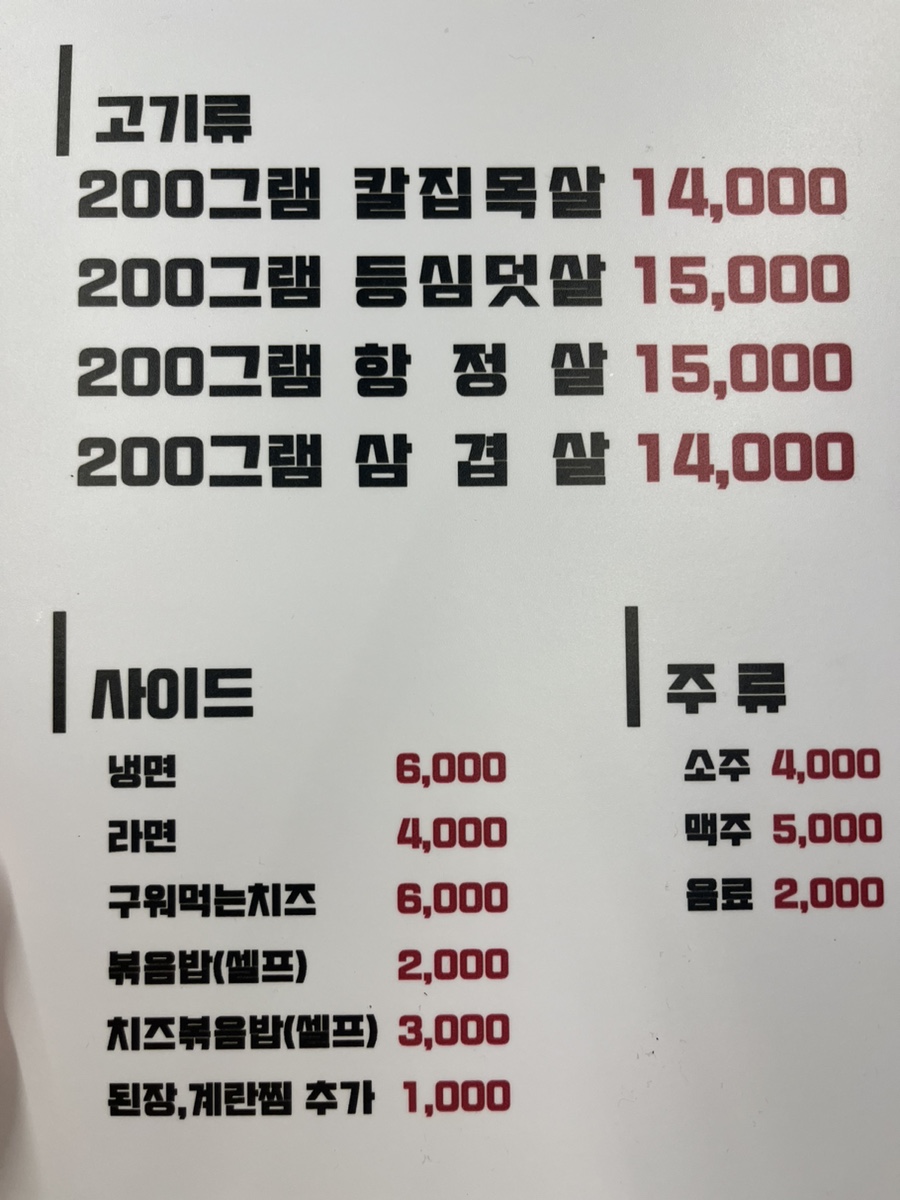 고기류
200그램 칼집목살 14,000
200그램 등심덧살 15,000
200그램 항 정 살 15,000
200그램 삼 겹 살 14,000
사이드
냉면 6,000
라면 4,000
구워먹는치즈 6,000
볶음밥(셀프) 2,000
치즈볶음밥(셀프) 3,000
된장,계란찜 추가 1,000
주 류
소주 4,000
맥주 5,000
음료 2,000